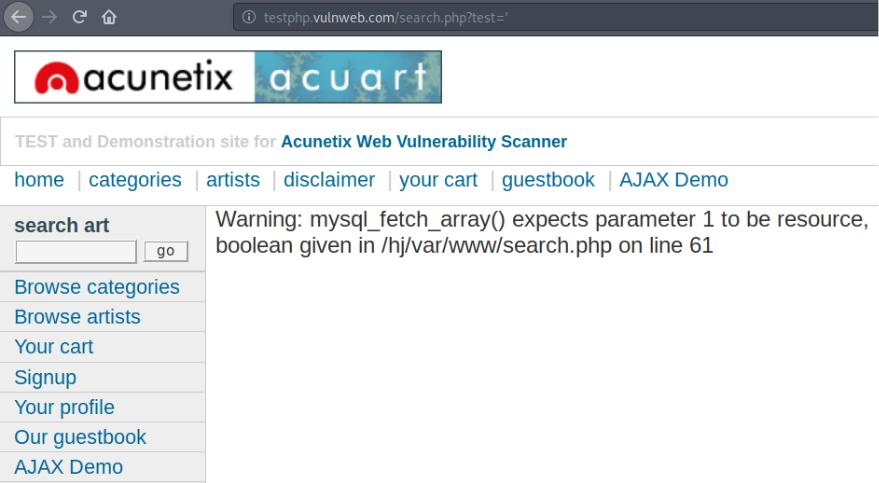 testphp.vulnweb.com/search.php?test='
acunetix acuart
TEST and Demonstration site for Acunetix Web Vulnerability Scanner
home | categories | artists | disclaimer | your cart | guestbook | AJAX Demo
search art
go
Browse categories
Browse artists
Your cart
Signup
Your profile
Our guestbook
AJAX Demo
Warning: mysql_fetch_array() expects parameter 1 to be resource,
boolean given in /hj/var/www/search.php on line 61